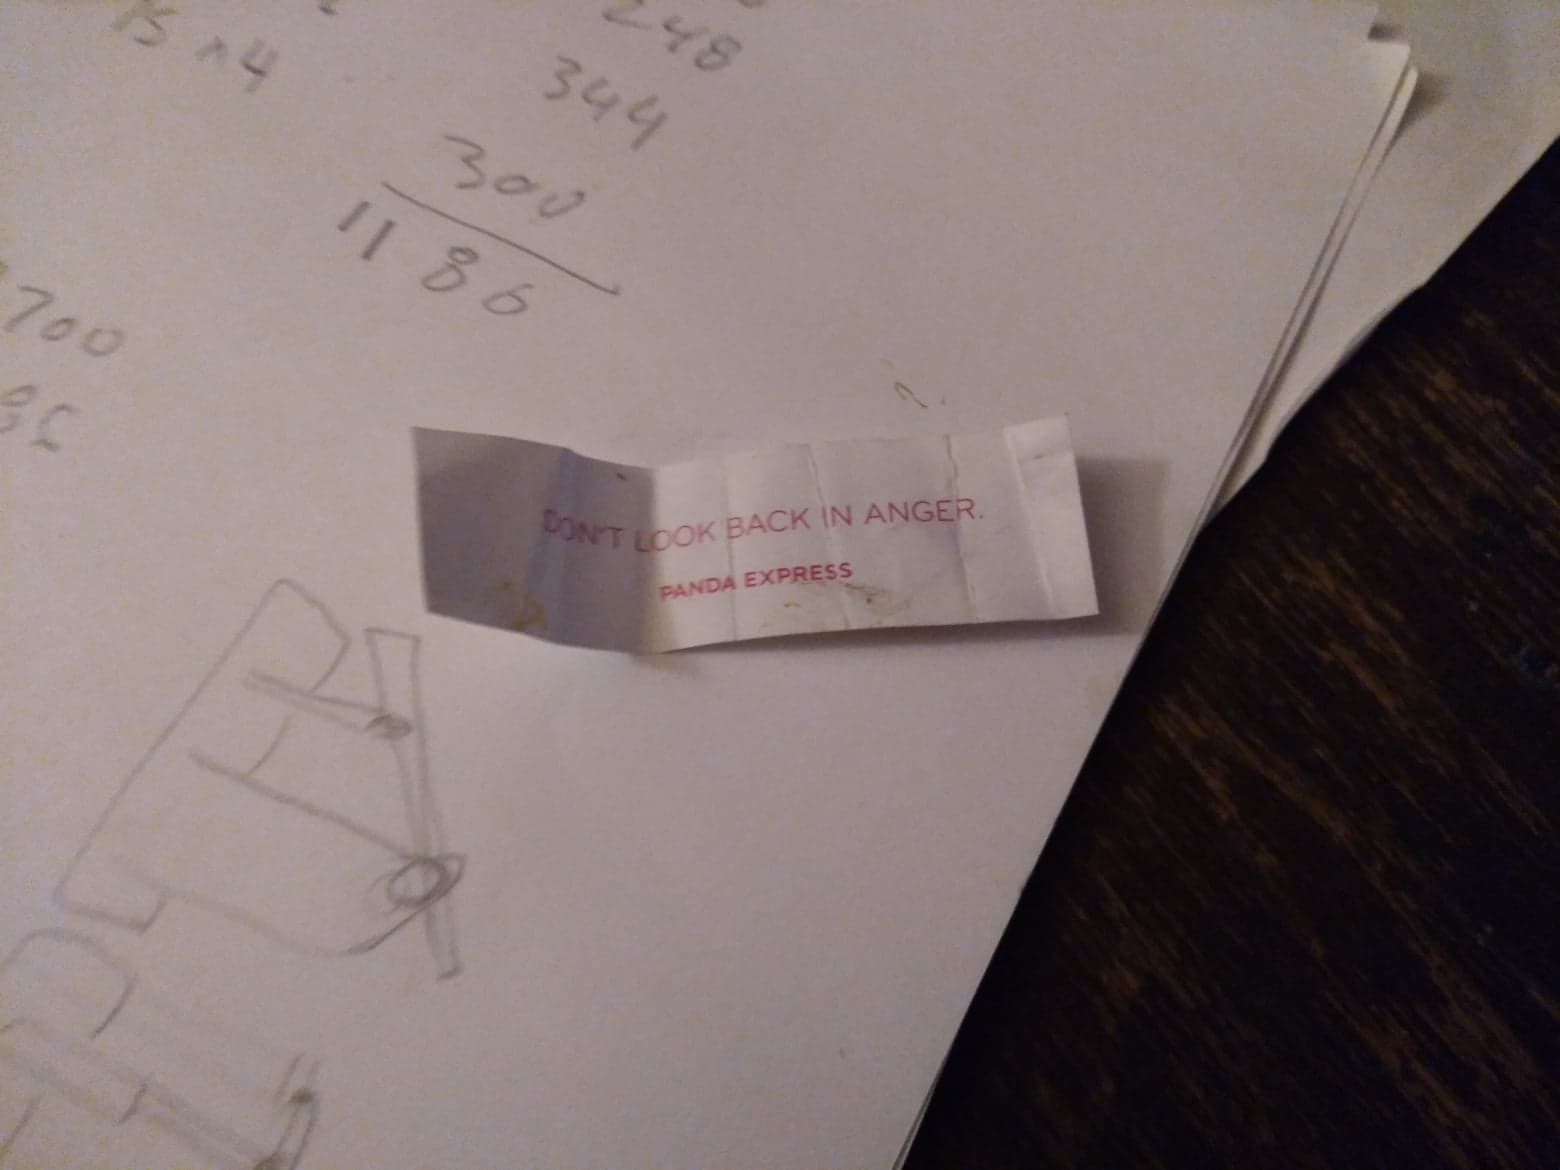 248
344
300
1186
700
DON'T LOOK BACK IN ANGER.
PANDA EXPRESS